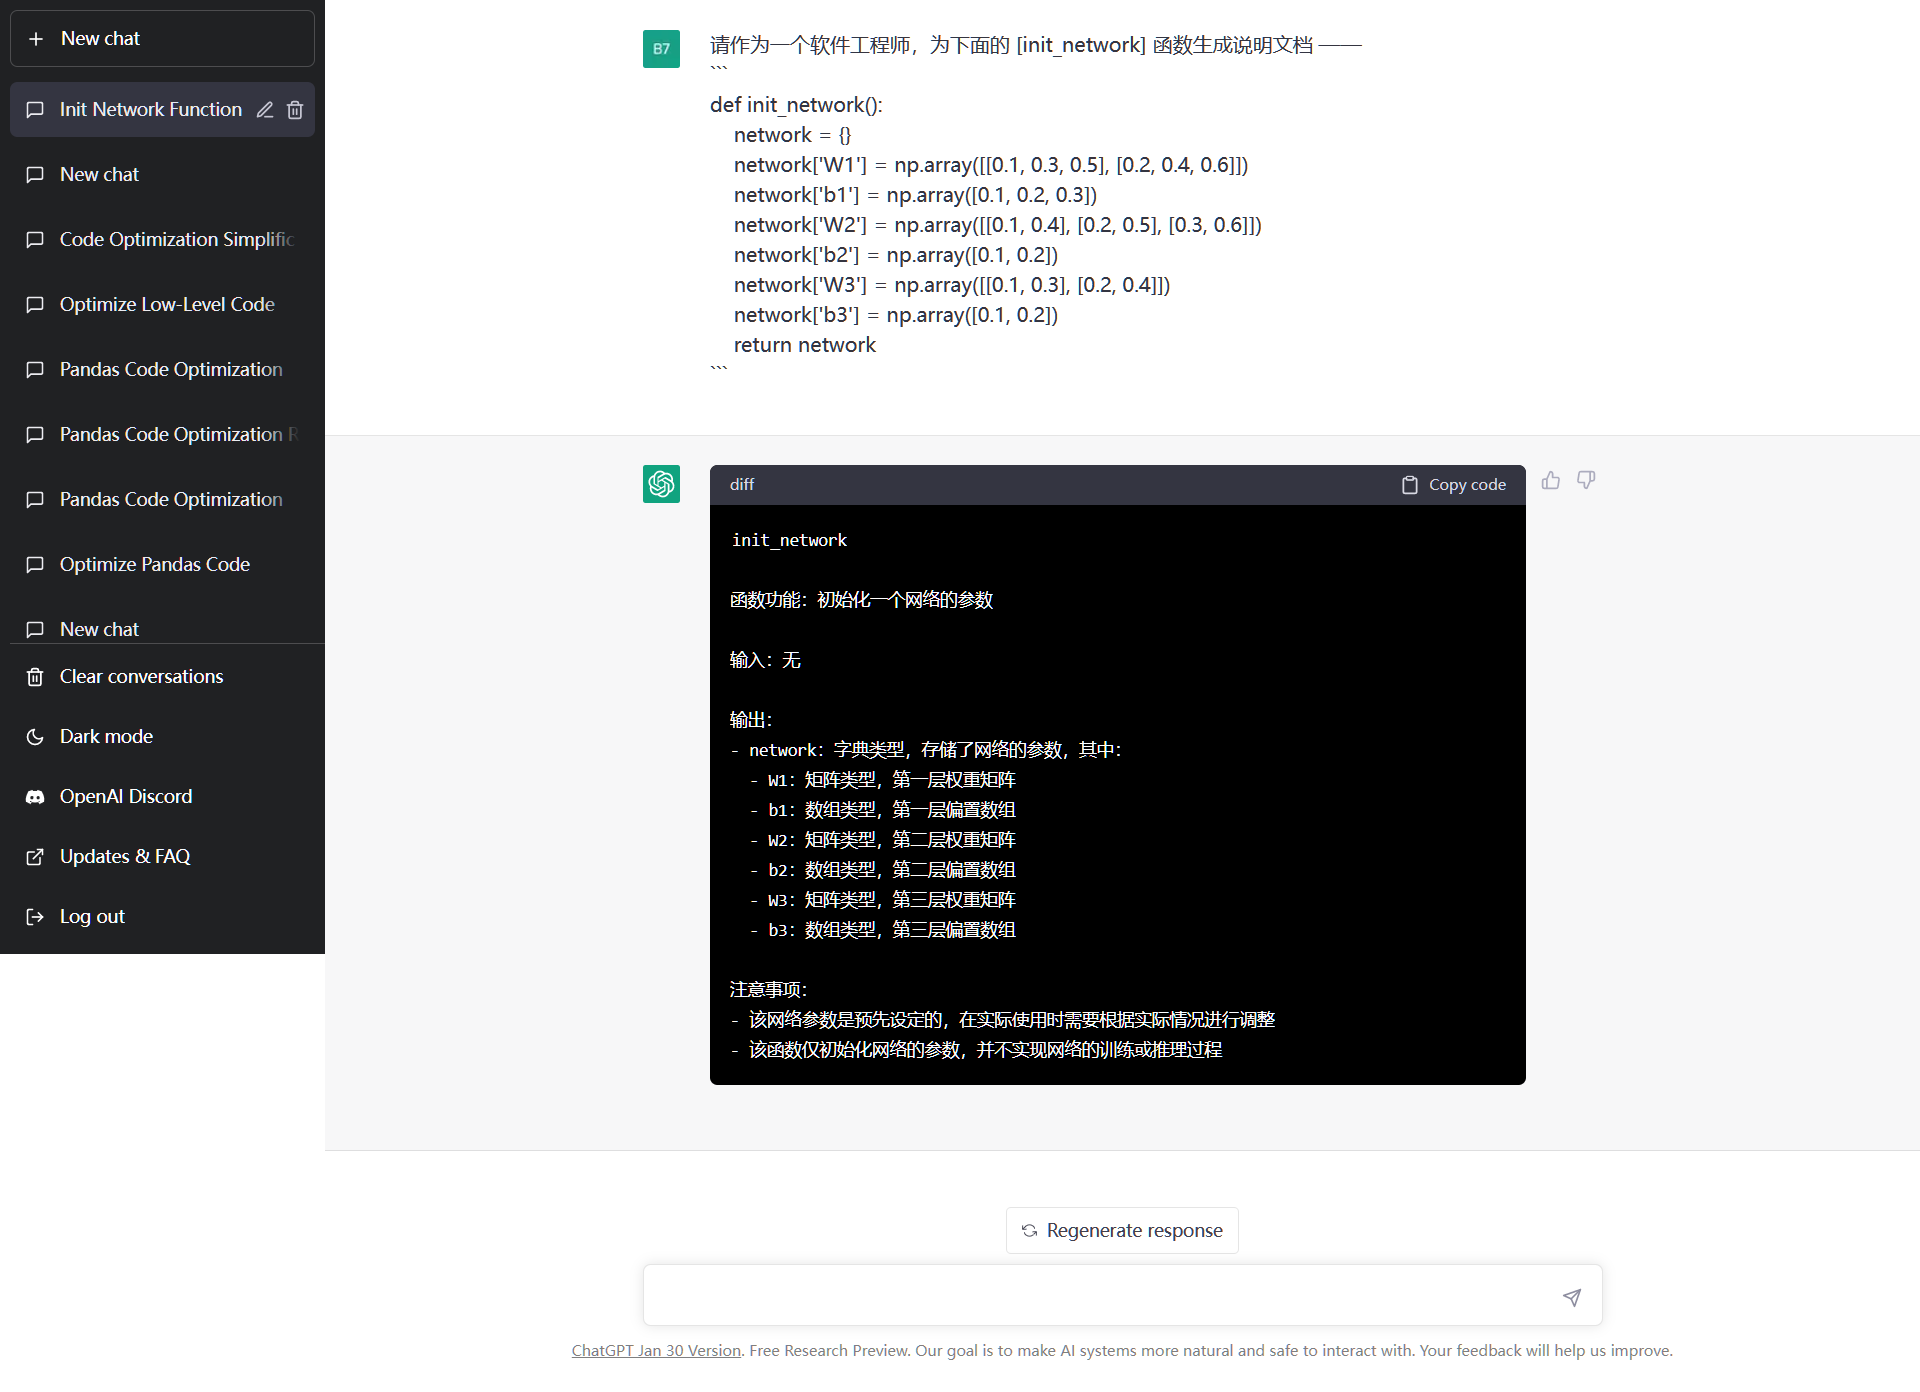 New chat
Init Network Function
New chat
Code Optimization Simplific
Optimize Low-Level Code
Pandas Code Optimization
Pandas Code Optimization R
Pandas Code Optimization
Optimize Pandas Code
New chat
Clear conversations
Dark mode
OpenAI Discord
Updates & FAQ
Log out
B7
请作为一个软件工程师，为下面的 [init_network] 函数生成说明文档 ——
```
def init_network():
    network = {}
    network['W1'] = np.array([[0.1, 0.3, 0.5], [0.2, 0.4, 0.6]])
    network['b1'] = np.array([0.1, 0.2, 0.3])
    network['W2'] = np.array([[0.1, 0.4], [0.2, 0.5], [0.3, 0.6]])
    network['b2'] = np.array([0.1, 0.2])
    network['W3'] = np.array([[0.1, 0.3], [0.2, 0.4]])
    network['b3'] = np.array([0.1, 0.2])
    return network
```
diff
Copy code
init_network
函数功能：初始化一个网络的参数
输入：无
输出：
- network：字典类型，存储了网络的参数，其中：
  - W1：矩阵类型，第一层权重矩阵
  - b1：数组类型，第一层偏置数组
  - W2：矩阵类型，第二层权重矩阵
  - b2：数组类型，第二层偏置数组
  - W3：矩阵类型，第三层权重矩阵
  - b3：数组类型，第三层偏置数组
注意事项：
- 该网络参数是预先设定的，在实际使用时需要根据实际情况进行调整
- 该函数仅初始化网络的参数，并不实现网络的训练或推理过程
Regenerate response
ChatGPT Jan 30 Version. Free Research Preview. Our goal is to make AI systems more natural and safe to interact with. Your feedback will help us improve.